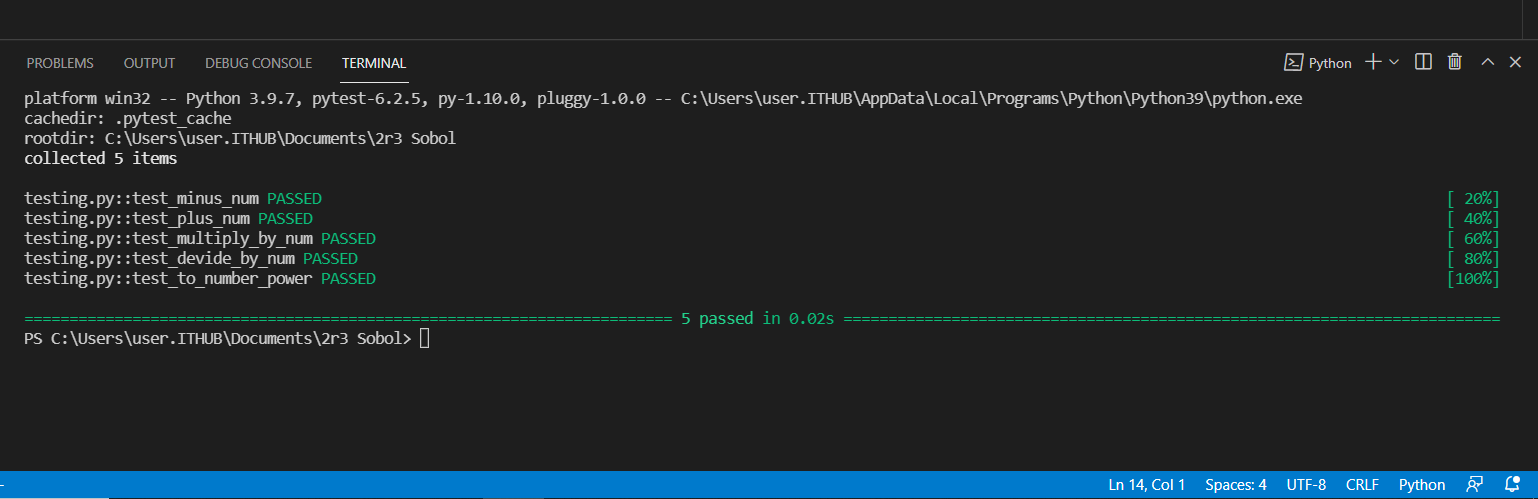 PROBLEMS OUTPUT DEBUG CONSOLE TERMINAL Python
platform win32 -- Python 3.9.7, pytest-6.2.5, py-1.10.0, pluggy-1.0.0 -- C:\Users\user.ITHUB\AppData\Local\Programs\Python\Python39\python.exe
cachedir: .pytest_cache
rootdir: C:\Users\user.ITHUB\Documents\2r3 Sobol
collected 5 items
testing.py::test_minus_num PASSED [ 20%]
testing.py::test_plus_num PASSED [ 40%]
testing.py::test_multiply_by_num PASSED [ 60%]
testing.py::test_devide_by_num PASSED [ 80%]
testing.py::test_to_number_power PASSED [100%]
======================================================================== 5 passed in 0.02s =========================================================================
PS C:\Users\user.ITHUB\Documents\2r3 Sobol>
Ln 14, Col 1 Spaces: 4 UTF-8 CRLF Python